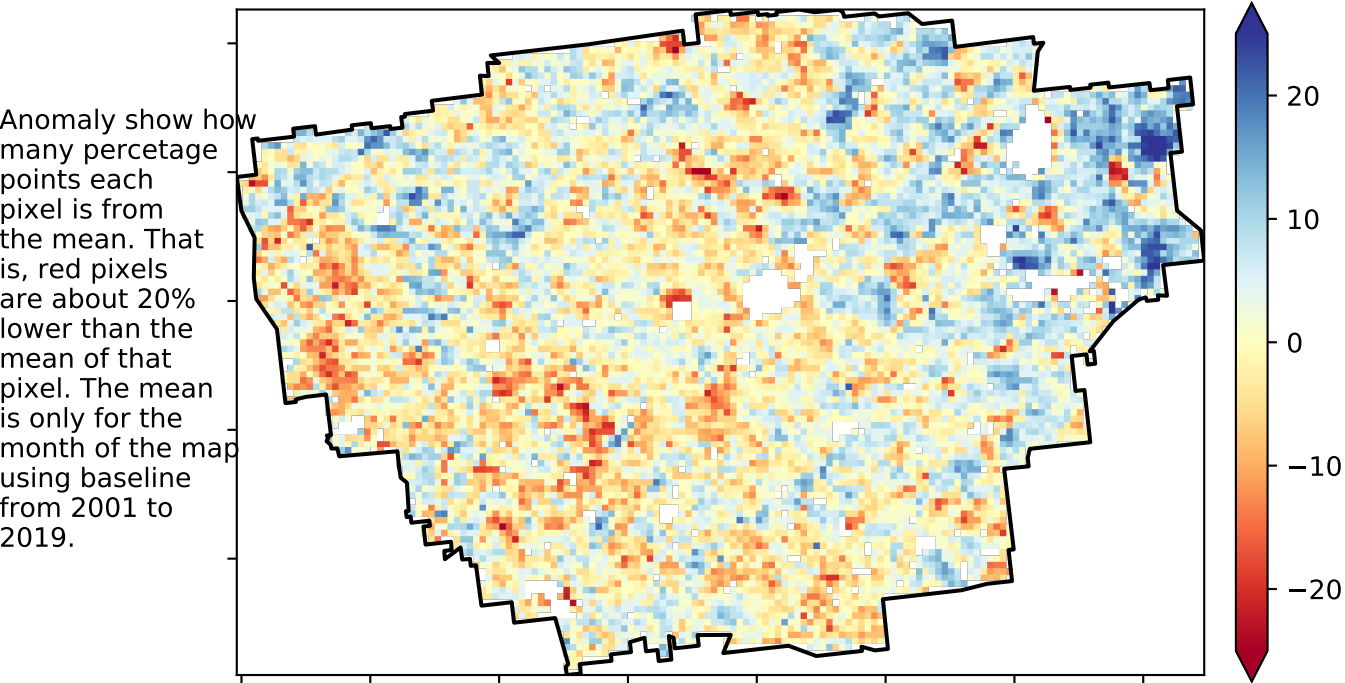 Anomaly show how
many percetage
points each
pixel is from
the mean. That
is, red pixels
are about 20%
lower than the
mean of that
pixel. The mean
is only for the
month of the map
using baseline
from 2001 to
2019.
20
10
0
−10
−20